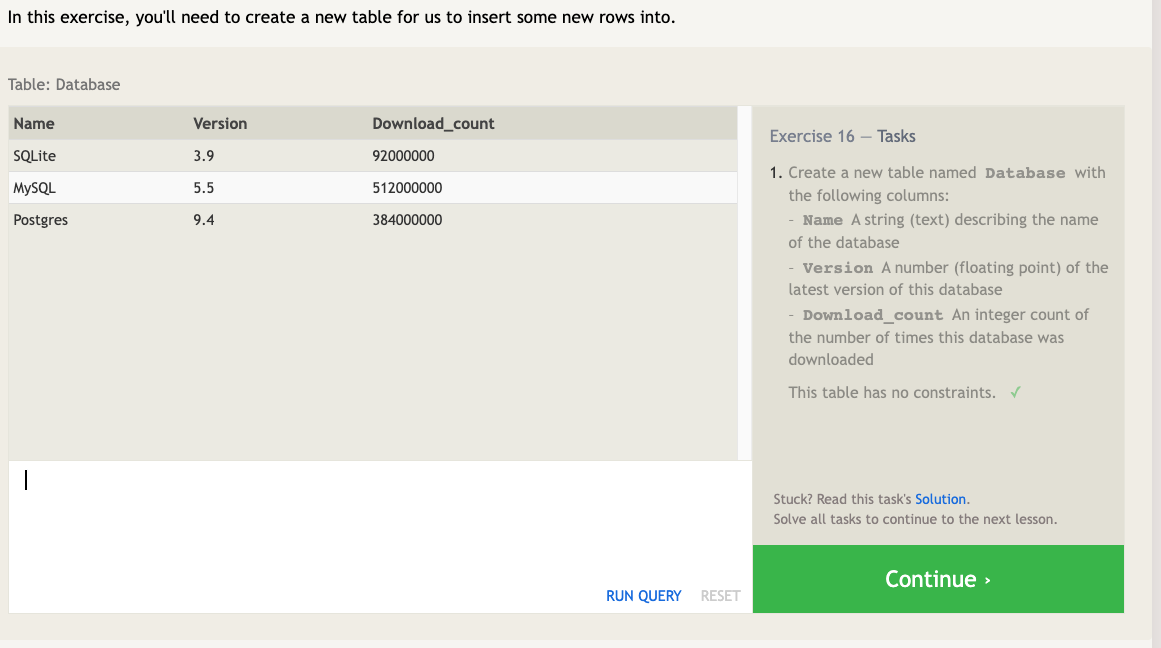 In this exercise, you'll need to create a new table for us to insert some new rows into.
Table: Database
Name Version Download_count
SQLite 3.9 92000000
MySQL 5.5 512000000
Postgres 9.4 384000000
RUN QUERY RESET
Exercise 16 — Tasks
1. Create a new table named Database with
the following columns:
- Name A string (text) describing the name
of the database
- Version A number (floating point) of the
latest version of this database
- Download_count An integer count of
the number of times this database was
downloaded
This table has no constraints. ✓
Stuck? Read this task's Solution.
Solve all tasks to continue to the next lesson.
Continue ›